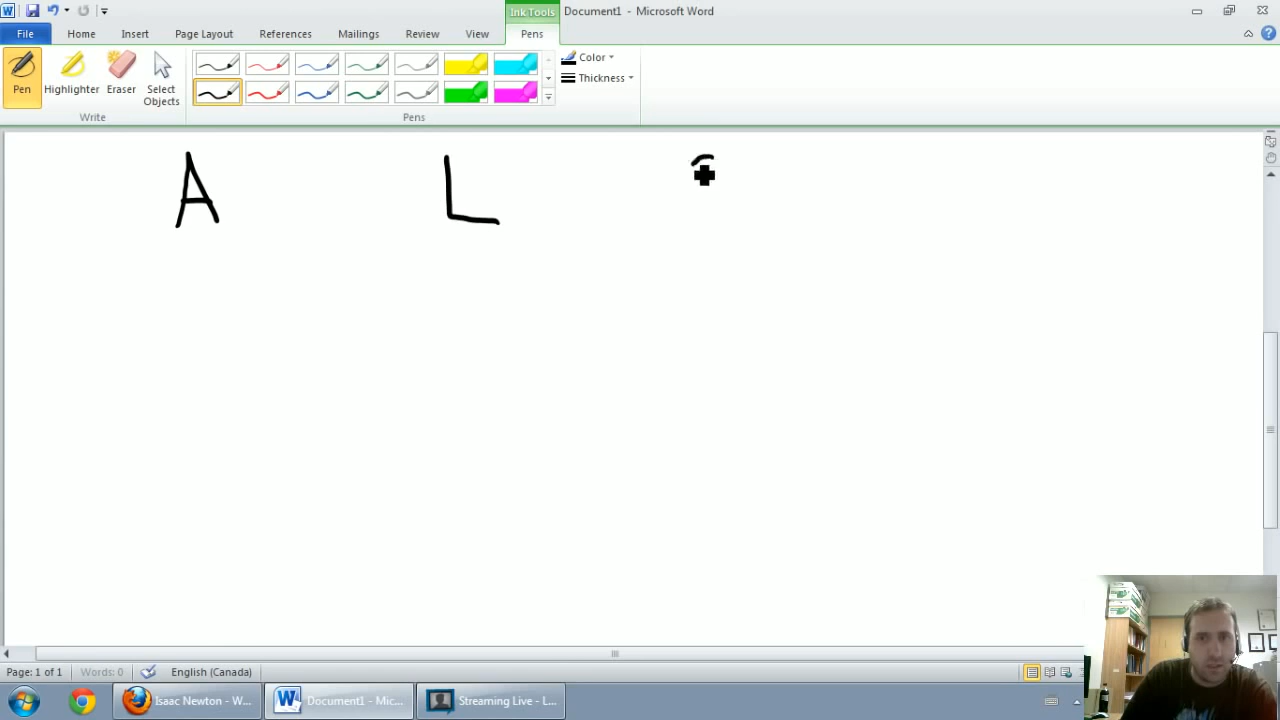 Ink Tools
Document1 - Microsoft Word
File Home Insert Page Layout References Mailings Review View Pens
Pen Highlighter Eraser Select Objects
Color
Thickness
Write
Pens
A L
Page: 1 of 1 Words: 0 English (Canada)
Isaac Newton - W... Document1 - Mic... Streaming Live - L...